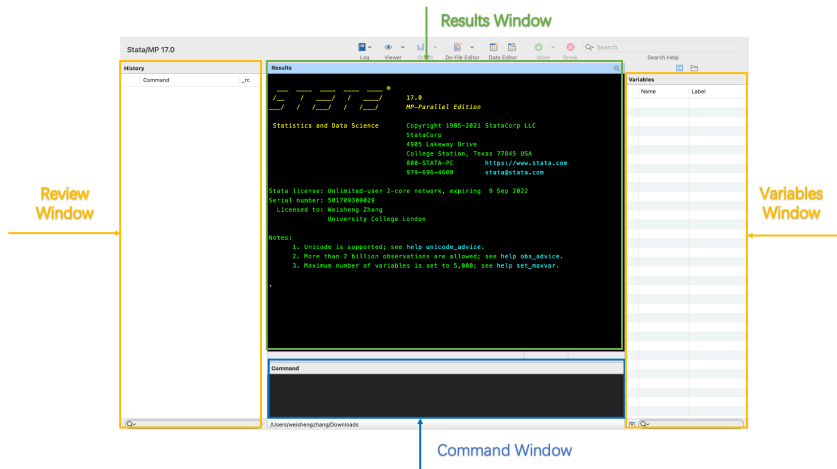 Results Window
Stata/MP 17.0
Search
Log Viewer Graph Do-file Editor Data Editor More Break Search Help
History
Command _rc
Results
Variables
Name Label
®
17.0
MP-Parallel Edition
Statistics and Data Science Copyright 1985-2021 StataCorp LLC
StataCorp
4905 Lakeway Drive
College Station, Texas 77845 USA
800-STATA-PC https://www.stata.com
979-696-4600 stata@stata.com
Stata license: Unlimited-user 2-core network, expiring 9 Sep 2022
Serial number: 501709309029
Licensed to: Weisheng Zhang
University College London
Notes:
1. Unicode is supported; see help unicode_advice.
2. More than 2 billion observations are allowed; see help obs_advice.
3. Maximum number of variables is set to 5,000; see help set_maxvar.
.
Review
Window
Variables
Window
Command
/Users/weishengzhang/Downloads
Command Window